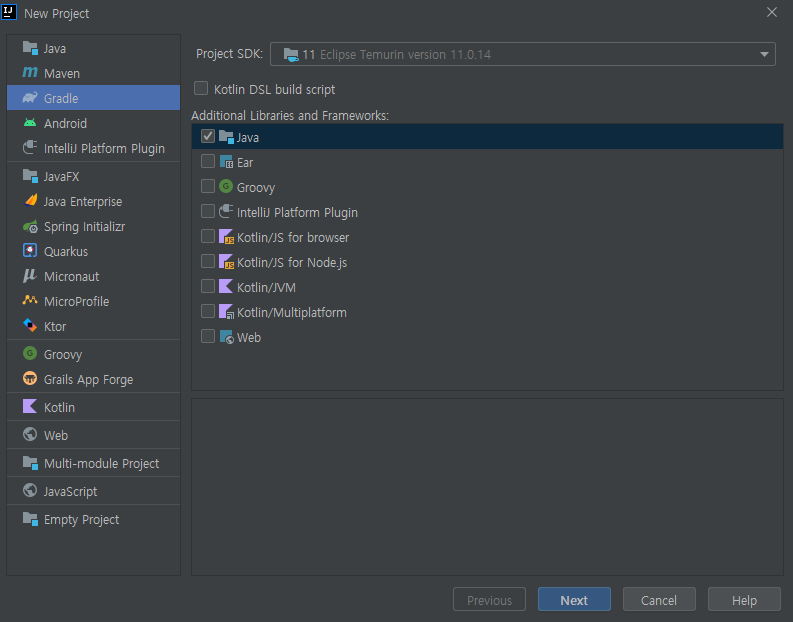 New Project
Java
Maven
Gradle
Android
IntelliJ Platform Plugin
JavaFX
Java Enterprise
Spring Initializr
Quarkus
Micronaut
MicroProfile
Ktor
Groovy
Grails App Forge
Kotlin
Web
Multi-module Project
JavaScript
Empty Project
Project SDK: 11 Eclipse Temurin version 11.0.14
Kotlin DSL build script
Additional Libraries and Frameworks:
Java
Ear
Groovy
IntelliJ Platform Plugin
Kotlin/JS for browser
Kotlin/JS for Node.js
Kotlin/JVM
Kotlin/Multiplatform
Web
Previous Next Cancel Help